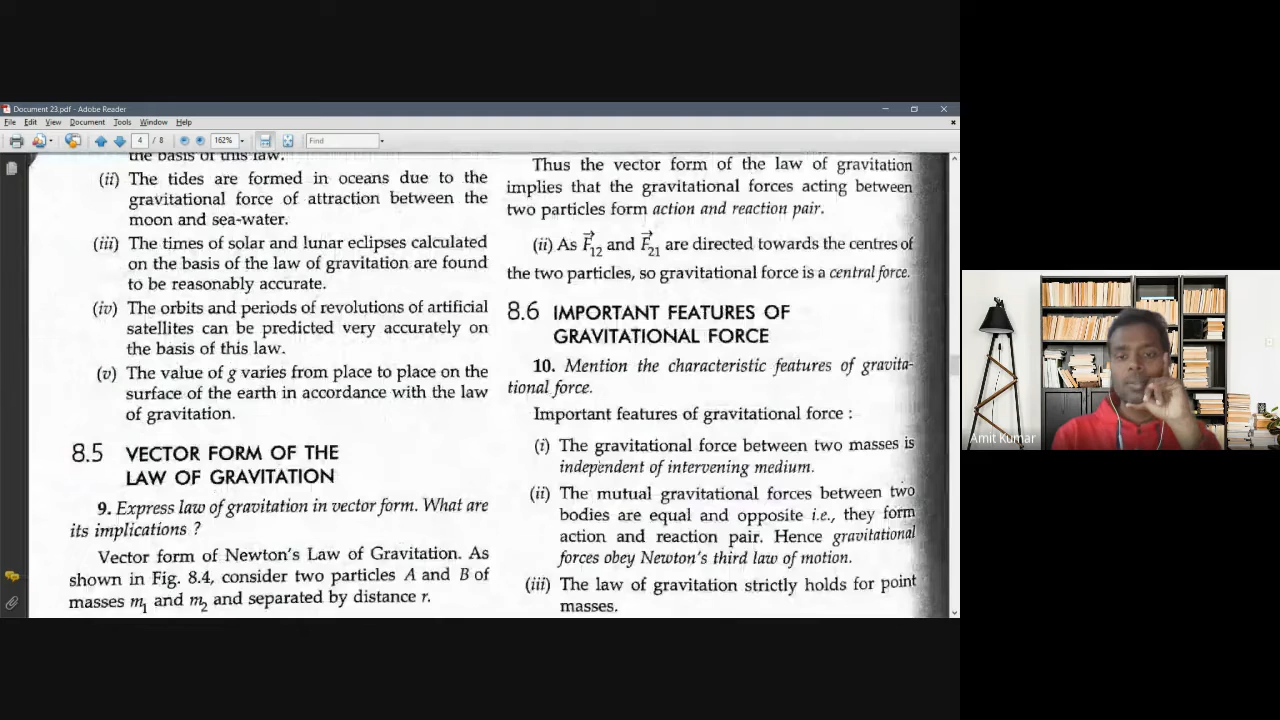 Document 23.pdf - Adobe Reader
File Edit View Document Tools Window Help
4 / 8 162% Find
the basis of this law.
(ii) The tides are formed in oceans due to the
gravitational force of attraction between the
moon and sea-water.
(iii) The times of solar and lunar eclipses calculated
on the basis of the law of gravitation are found
to be reasonably accurate.
(iv) The orbits and periods of revolutions of artificial
satellites can be predicted very accurately on
the basis of this law.
(v) The value of g varies from place to place on the
surface of the earth in accordance with the law
of gravitation.
8.5 VECTOR FORM OF THE
LAW OF GRAVITATION
9. Express law of gravitation in vector form. What are
its implications ?
Vector form of Newton's Law of Gravitation. As
shown in Fig. 8.4, consider two particles A and B of
masses m₁ and m₂ and separated by distance r.
Thus the vector form of the law of gravitation
implies that the gravitational forces acting between
two particles form action and reaction pair.
(ii) As F⃗₁₂ and F⃗₂₁ are directed towards the centres of
the two particles, so gravitational force is a central force.
8.6 IMPORTANT FEATURES OF
GRAVITATIONAL FORCE
10. Mention the characteristic features of gravita-
tional force.
Important features of gravitational force :
(i) The gravitational force between two masses is
independent of intervening medium.
(ii) The mutual gravitational forces between two
bodies are equal and opposite i.e., they form
action and reaction pair. Hence gravitational
forces obey Newton's third law of motion.
(iii) The law of gravitation strictly holds for point
masses.
Amit Kumar